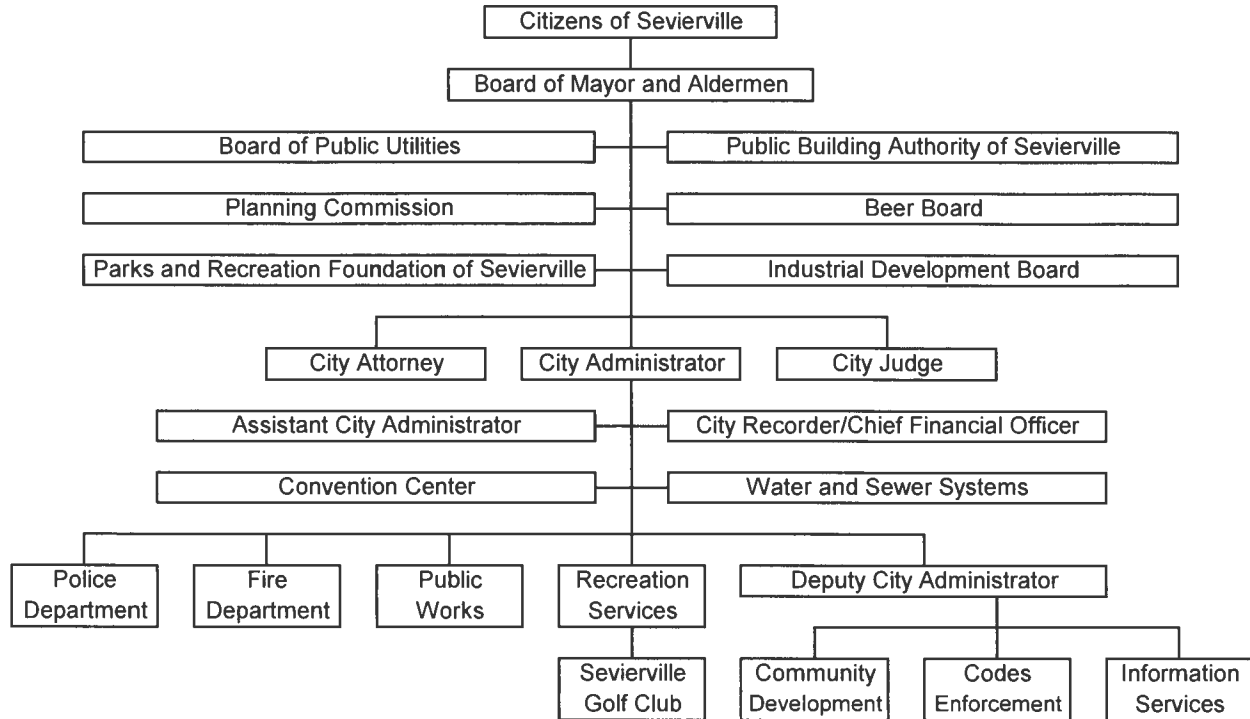 Citizens of Sevierville
Board of Mayor and Aldermen
Board of Public Utilities
Public Building Authority of Sevierville
Planning Commission
Beer Board
Parks and Recreation Foundation of Sevierville
Industrial Development Board
City Attorney
City Administrator
City Judge
Assistant City Administrator
City Recorder/Chief Financial Officer
Convention Center
Water and Sewer Systems
Police
Department
Fire
Department
Public
Works
Recreation
Services
Deputy City Administrator
Sevierville
Golf Club
Community
Development
Codes
Enforcement
Information
Services